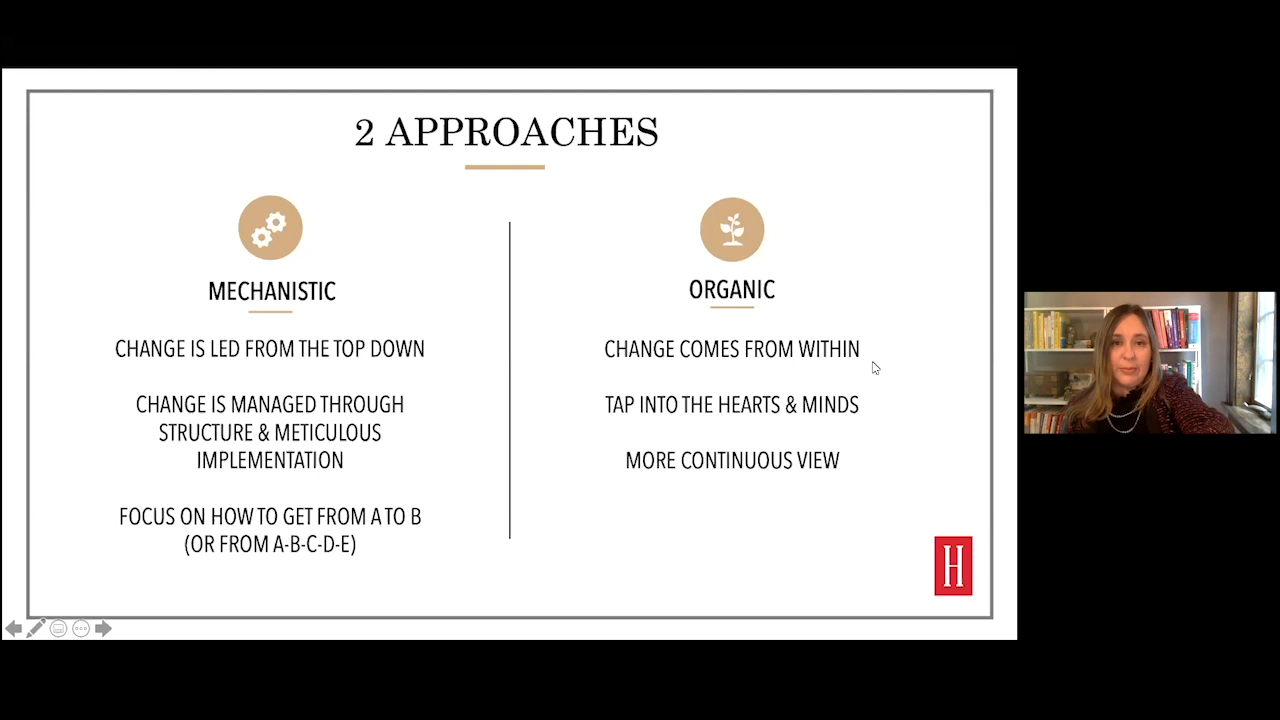 2 APPROACHES
MECHANISTIC
CHANGE IS LED FROM THE TOP DOWN
CHANGE IS MANAGED THROUGH
STRUCTURE & METICULOUS
IMPLEMENTATION
FOCUS ON HOW TO GET FROM A TO B
(OR FROM A-B-C-D-E)
ORGANIC
CHANGE COMES FROM WITHIN
TAP INTO THE HEARTS & MINDS
MORE CONTINUOUS VIEW
H